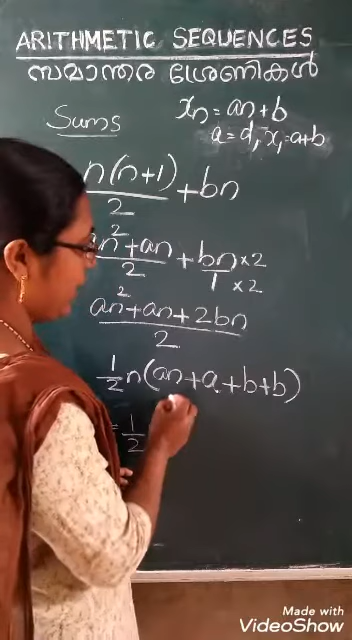 ARITHMETIC SEQUENCES
സമാന്തര ശ്രേണികൾ
Sums
xₙ = an + b
a = d, x₁ = a+b
n(n+1)/2 + bn
an² + an/2 + bn × 2/1 × 2
an² + an + 2bn/2
1/2 n(an + a + b + b)
= 1/2
Made with
VideoShow